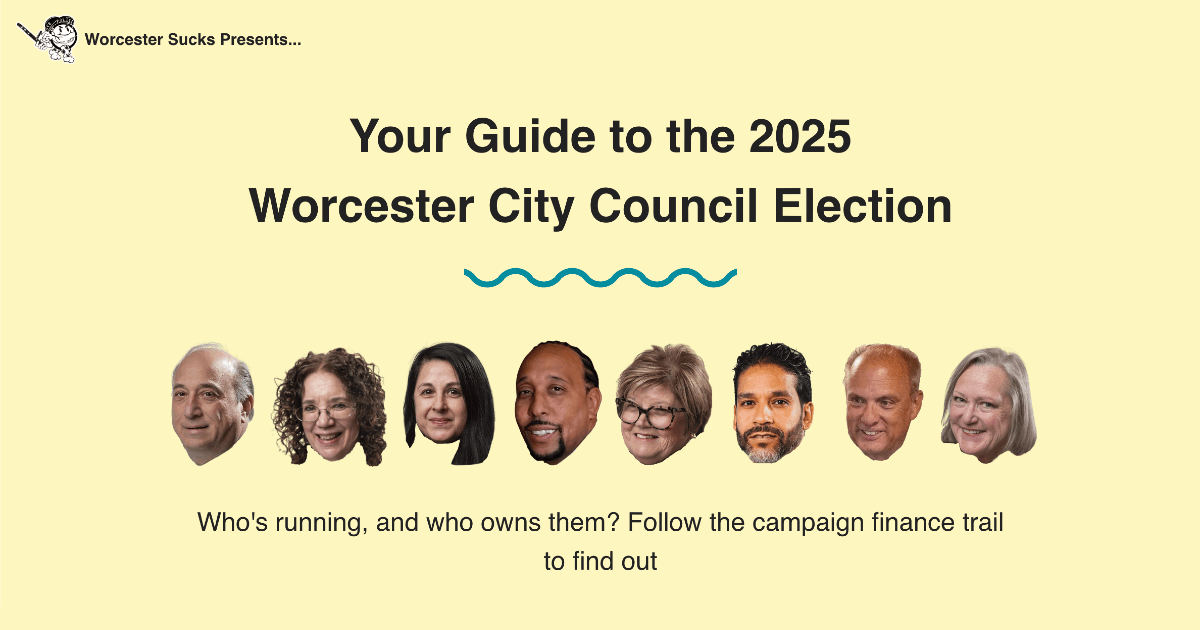 Worcester Sucks Presents...
Your Guide to the 2025
Worcester City Council Election
Who's running, and who owns them? Follow the campaign finance trail
to find out